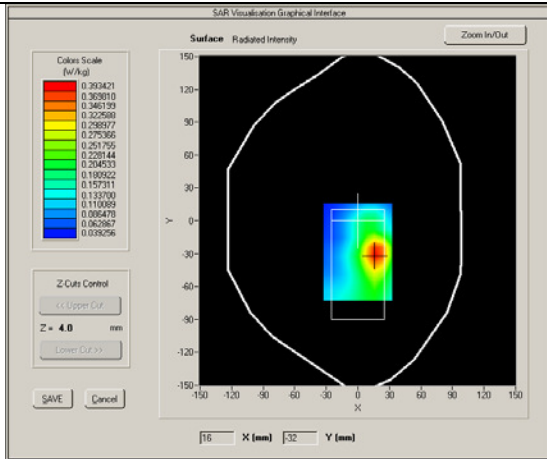 SAR Visualisation Graphical Interface
Surface Radiated Intensity
Zoom In/Out
Colors Scale
(W/kg)
0.393421
0.369810
0.346199
0.322588
0.298977
0.275366
0.251755
0.228144
0.204533
0.180922
0.157311
0.133700
0.110089
0.086478
0.062867
0.039256
Z-Cuts Control
<< Upper Cut
Z = 4.0 mm
Lower Cut >>
SAVE
Cancel
150
120
90
60
30
0
-30
-60
-90
-120
-150
Y
-150 -120 -90 -60 -30 0 30 60 90 120 150
X
16 X (mm) -32 Y (mm)